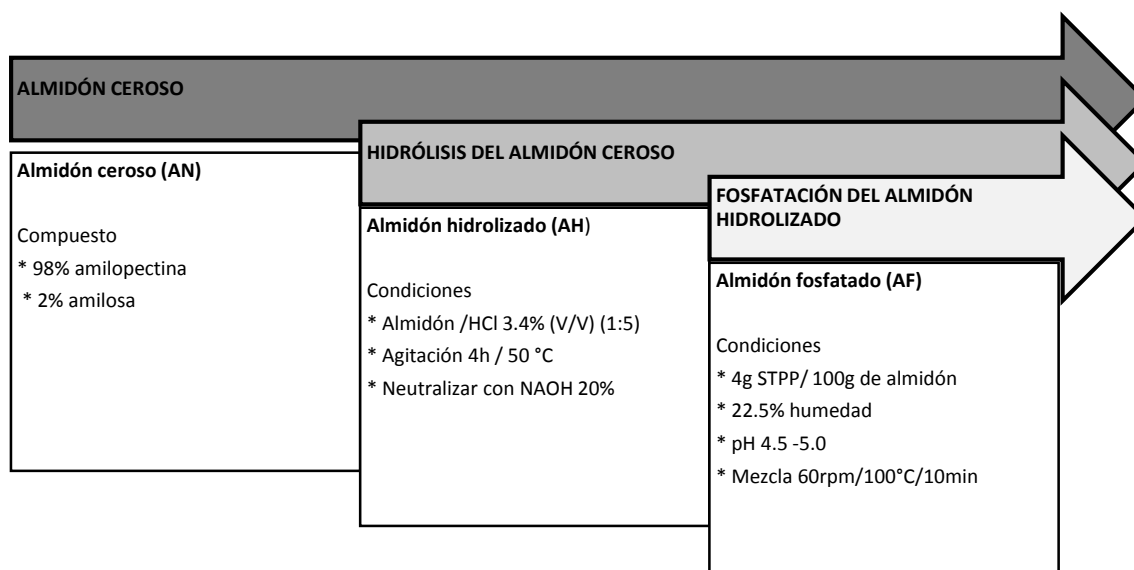 ALMIDÓN CEROSO
Almidón ceroso (AN)
Compuesto
* 98% amilopectina
* 2% amilosa
HIDRÓLISIS DEL ALMIDÓN CEROSO
Almidón hidrolizado (AH)
Condiciones
* Almidón /HCl 3.4% (V/V) (1:5)
* Agitación 4h / 50 °C
* Neutralizar con NAOH 20%
FOSFATACIÓN DEL ALMIDÓN
HIDROLIZADO
Almidón fosfatado (AF)
Condiciones
* 4g STPP/ 100g de almidón
* 22.5% humedad
* pH 4.5 -5.0
* Mezcla 60rpm/100°C/10min